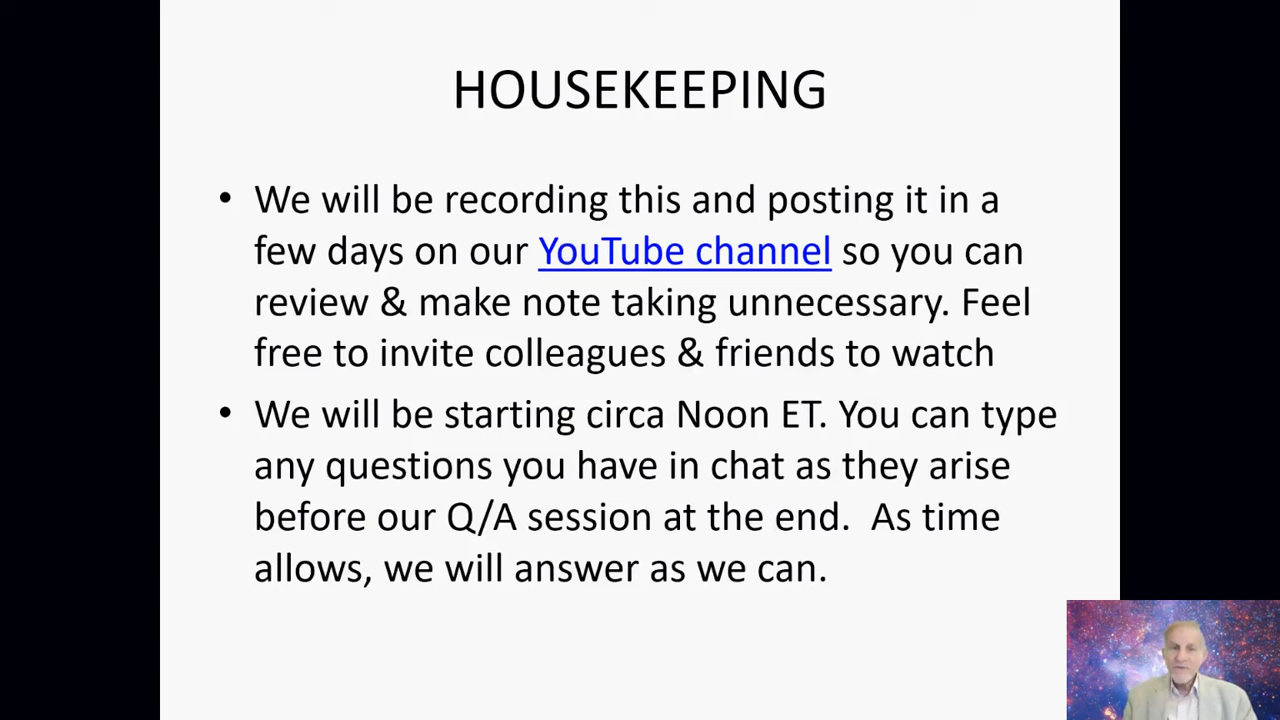 HOUSEKEEPING
• We will be recording this and posting it in a
few days on our YouTube channel so you can
review & make note taking unnecessary. Feel
free to invite colleagues & friends to watch
• We will be starting circa Noon ET. You can type
any questions you have in chat as they arise
before our Q/A session at the end.  As time
allows, we will answer as we can.